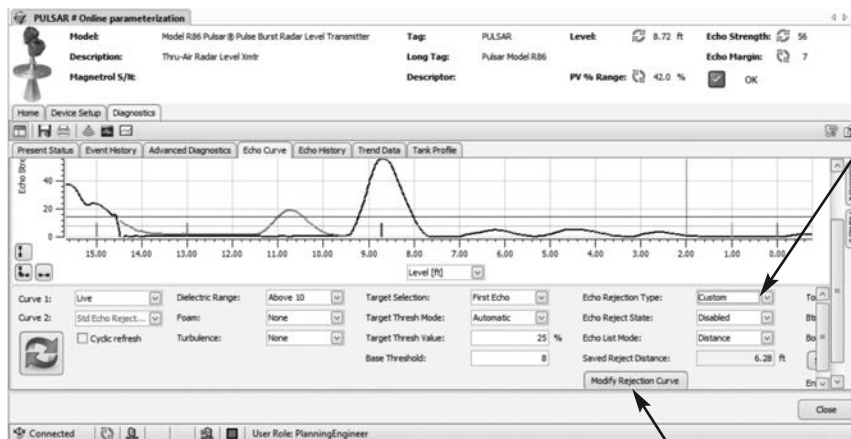 PULSAR # Online parameterization
Model: Model R86 Pulsar® Pulse Burst Radar Level Transmitter Tag: PULSAR Level: 8.72 ft Echo Strength: 56
Description: Thru-Air Radar Level Xmtr Long Tag: Pulsar Model R86 Echo Margin: 7
Magnetrol S/N: Descriptor: PV % Range: 42.0 % OK
Home Device Setup Diagnostics
Present Status Event History Advanced Diagnostics Echo Curve Echo History Trend Data Tank Profile
Echo Stre
40
20
0
15.00 14.00 13.00 12.00 11.00 10.00 9.00 8.00 7.00 6.00 5.00 4.00 3.00 2.00 1.00 0.00
Level [ft]
Curve 1: Live Dielectric Range: Above 10 Target Selection: First Echo Echo Rejection Type: Custom To
Curve 2: Std Echo Reject... Foam: None Target Thresh Mode: Automatic Echo Reject State: Disabled
Cyclic refresh Turbulence: None Target Thresh Value: 25 % Echo List Mode: Distance Bo
Base Threshold: 8 Saved Reject Distance: 6.28 ft
Modify Rejection Curve En
Close
Connected User Role: PlanningEngineer